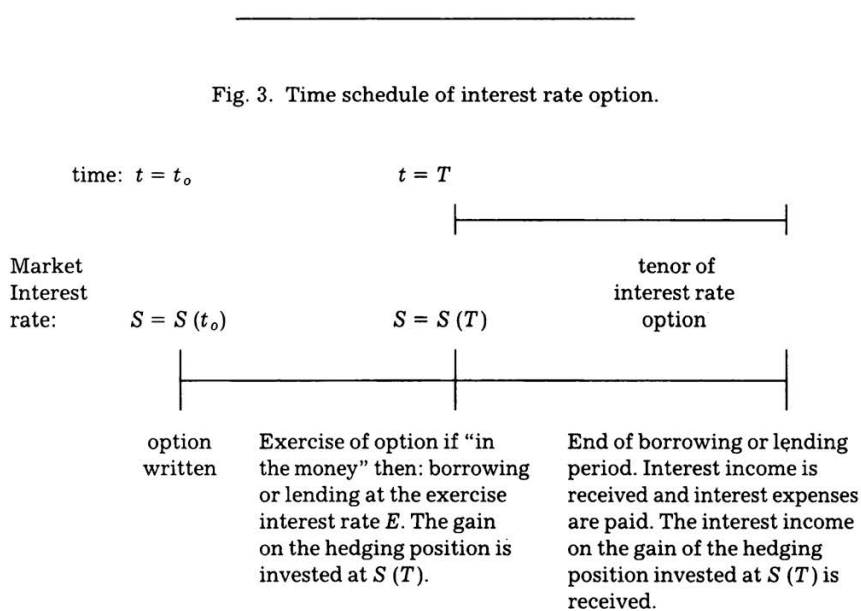 Fig. 3. Time schedule of interest rate option.
time: t = t₀ t = T
Market
Interest
rate:
tenor of
interest rate
option
S = S (t₀) S = S (T)
option
written
Exercise of option if “in
the money” then: borrowing
or lending at the exercise
interest rate E. The gain
on the hedging position is
invested at S (T).
End of borrowing or lending
period. Interest income is
received and interest expenses
are paid. The interest income
on the gain of the hedging
position invested at S (T) is
received.